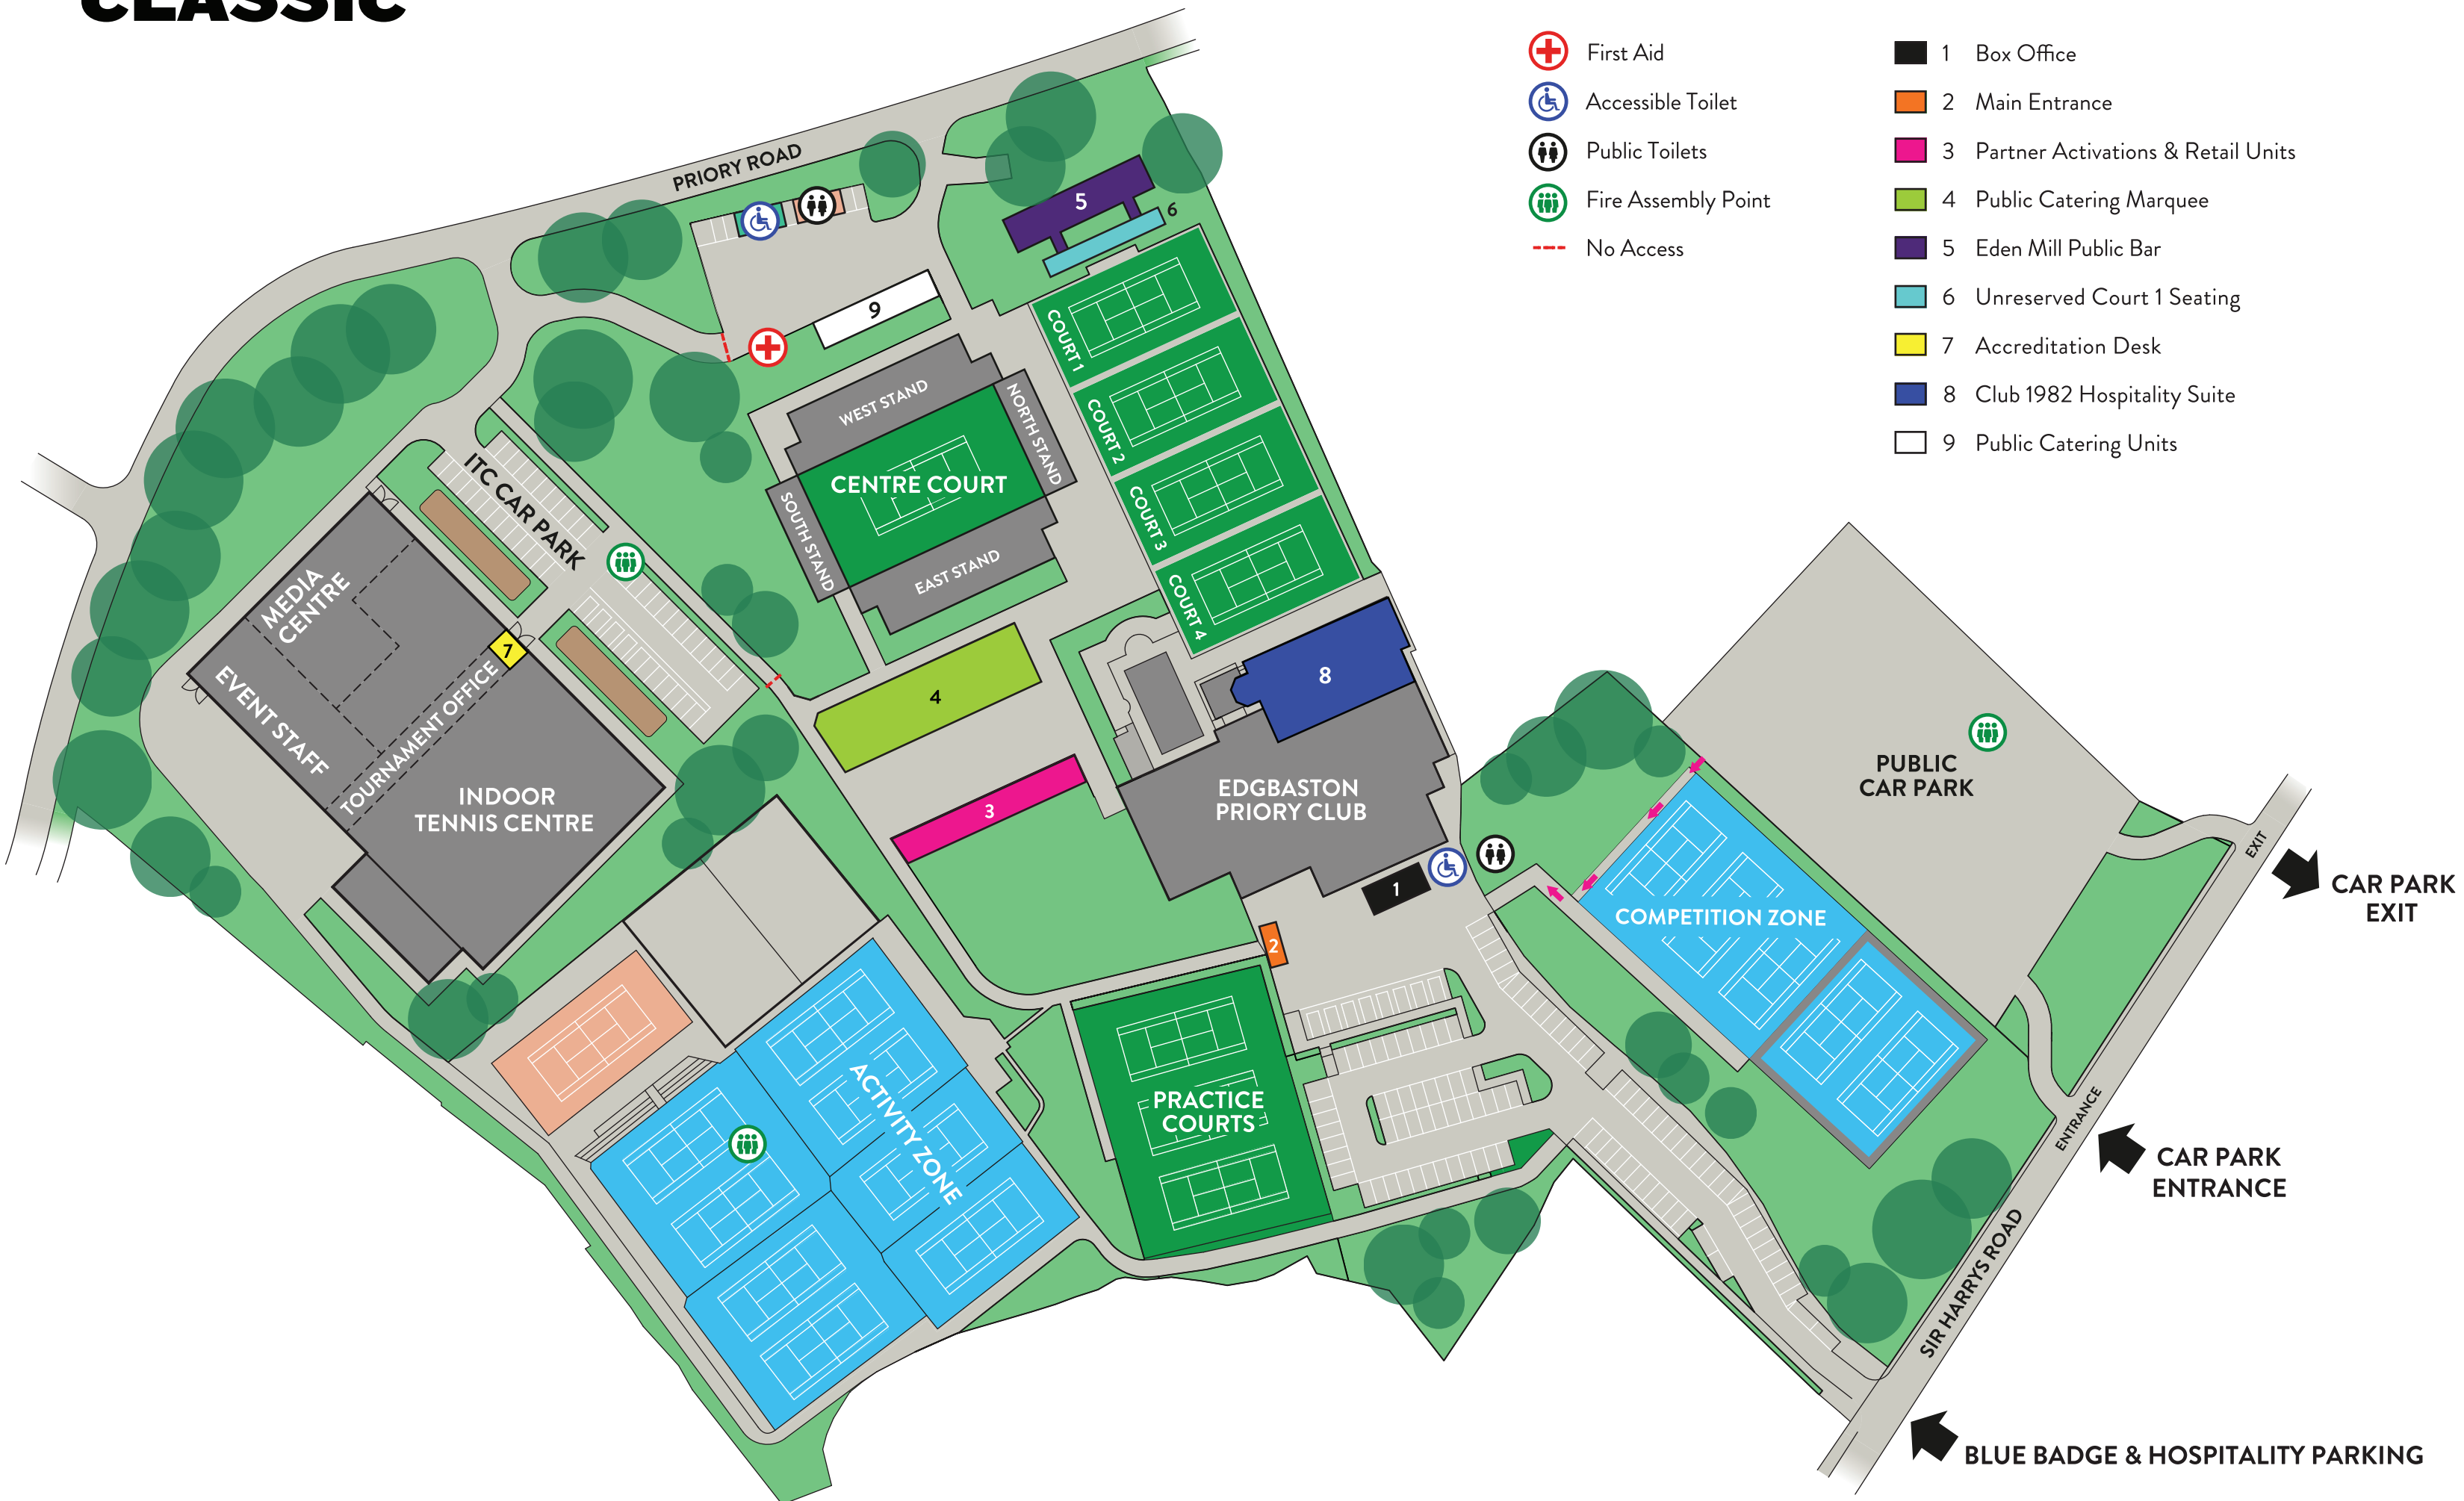 CLASSIC
First Aid
Accessible Toilet
Public Toilets
Fire Assembly Point
No Access
1 Box Office
2 Main Entrance
3 Partner Activations & Retail Units
4 Public Catering Marquee
5 Eden Mill Public Bar
6 Unreserved Court 1 Seating
7 Accreditation Desk
8 Club 1982 Hospitality Suite
9 Public Catering Units
PRIORY ROAD
5
6
9
COURT 1
COURT 2
COURT 3
COURT 4
WEST STAND
NORTH STAND
CENTRE COURT
SOUTH STAND
EAST STAND
ITC CAR PARK
MEDIA
CENTRE
7
EVENT STAFF
TOURNAMENT OFFICE
INDOOR
TENNIS CENTRE
4
3
8
EDGBASTON
PRIORY CLUB
1
2
PUBLIC
CAR PARK
COMPETITION ZONE
EXIT
CAR PARK
EXIT
ACTIVITY ZONE
PRACTICE
COURTS
ENTRANCE
CAR PARK
ENTRANCE
SIR HARRYS ROAD
BLUE BADGE & HOSPITALITY PARKING